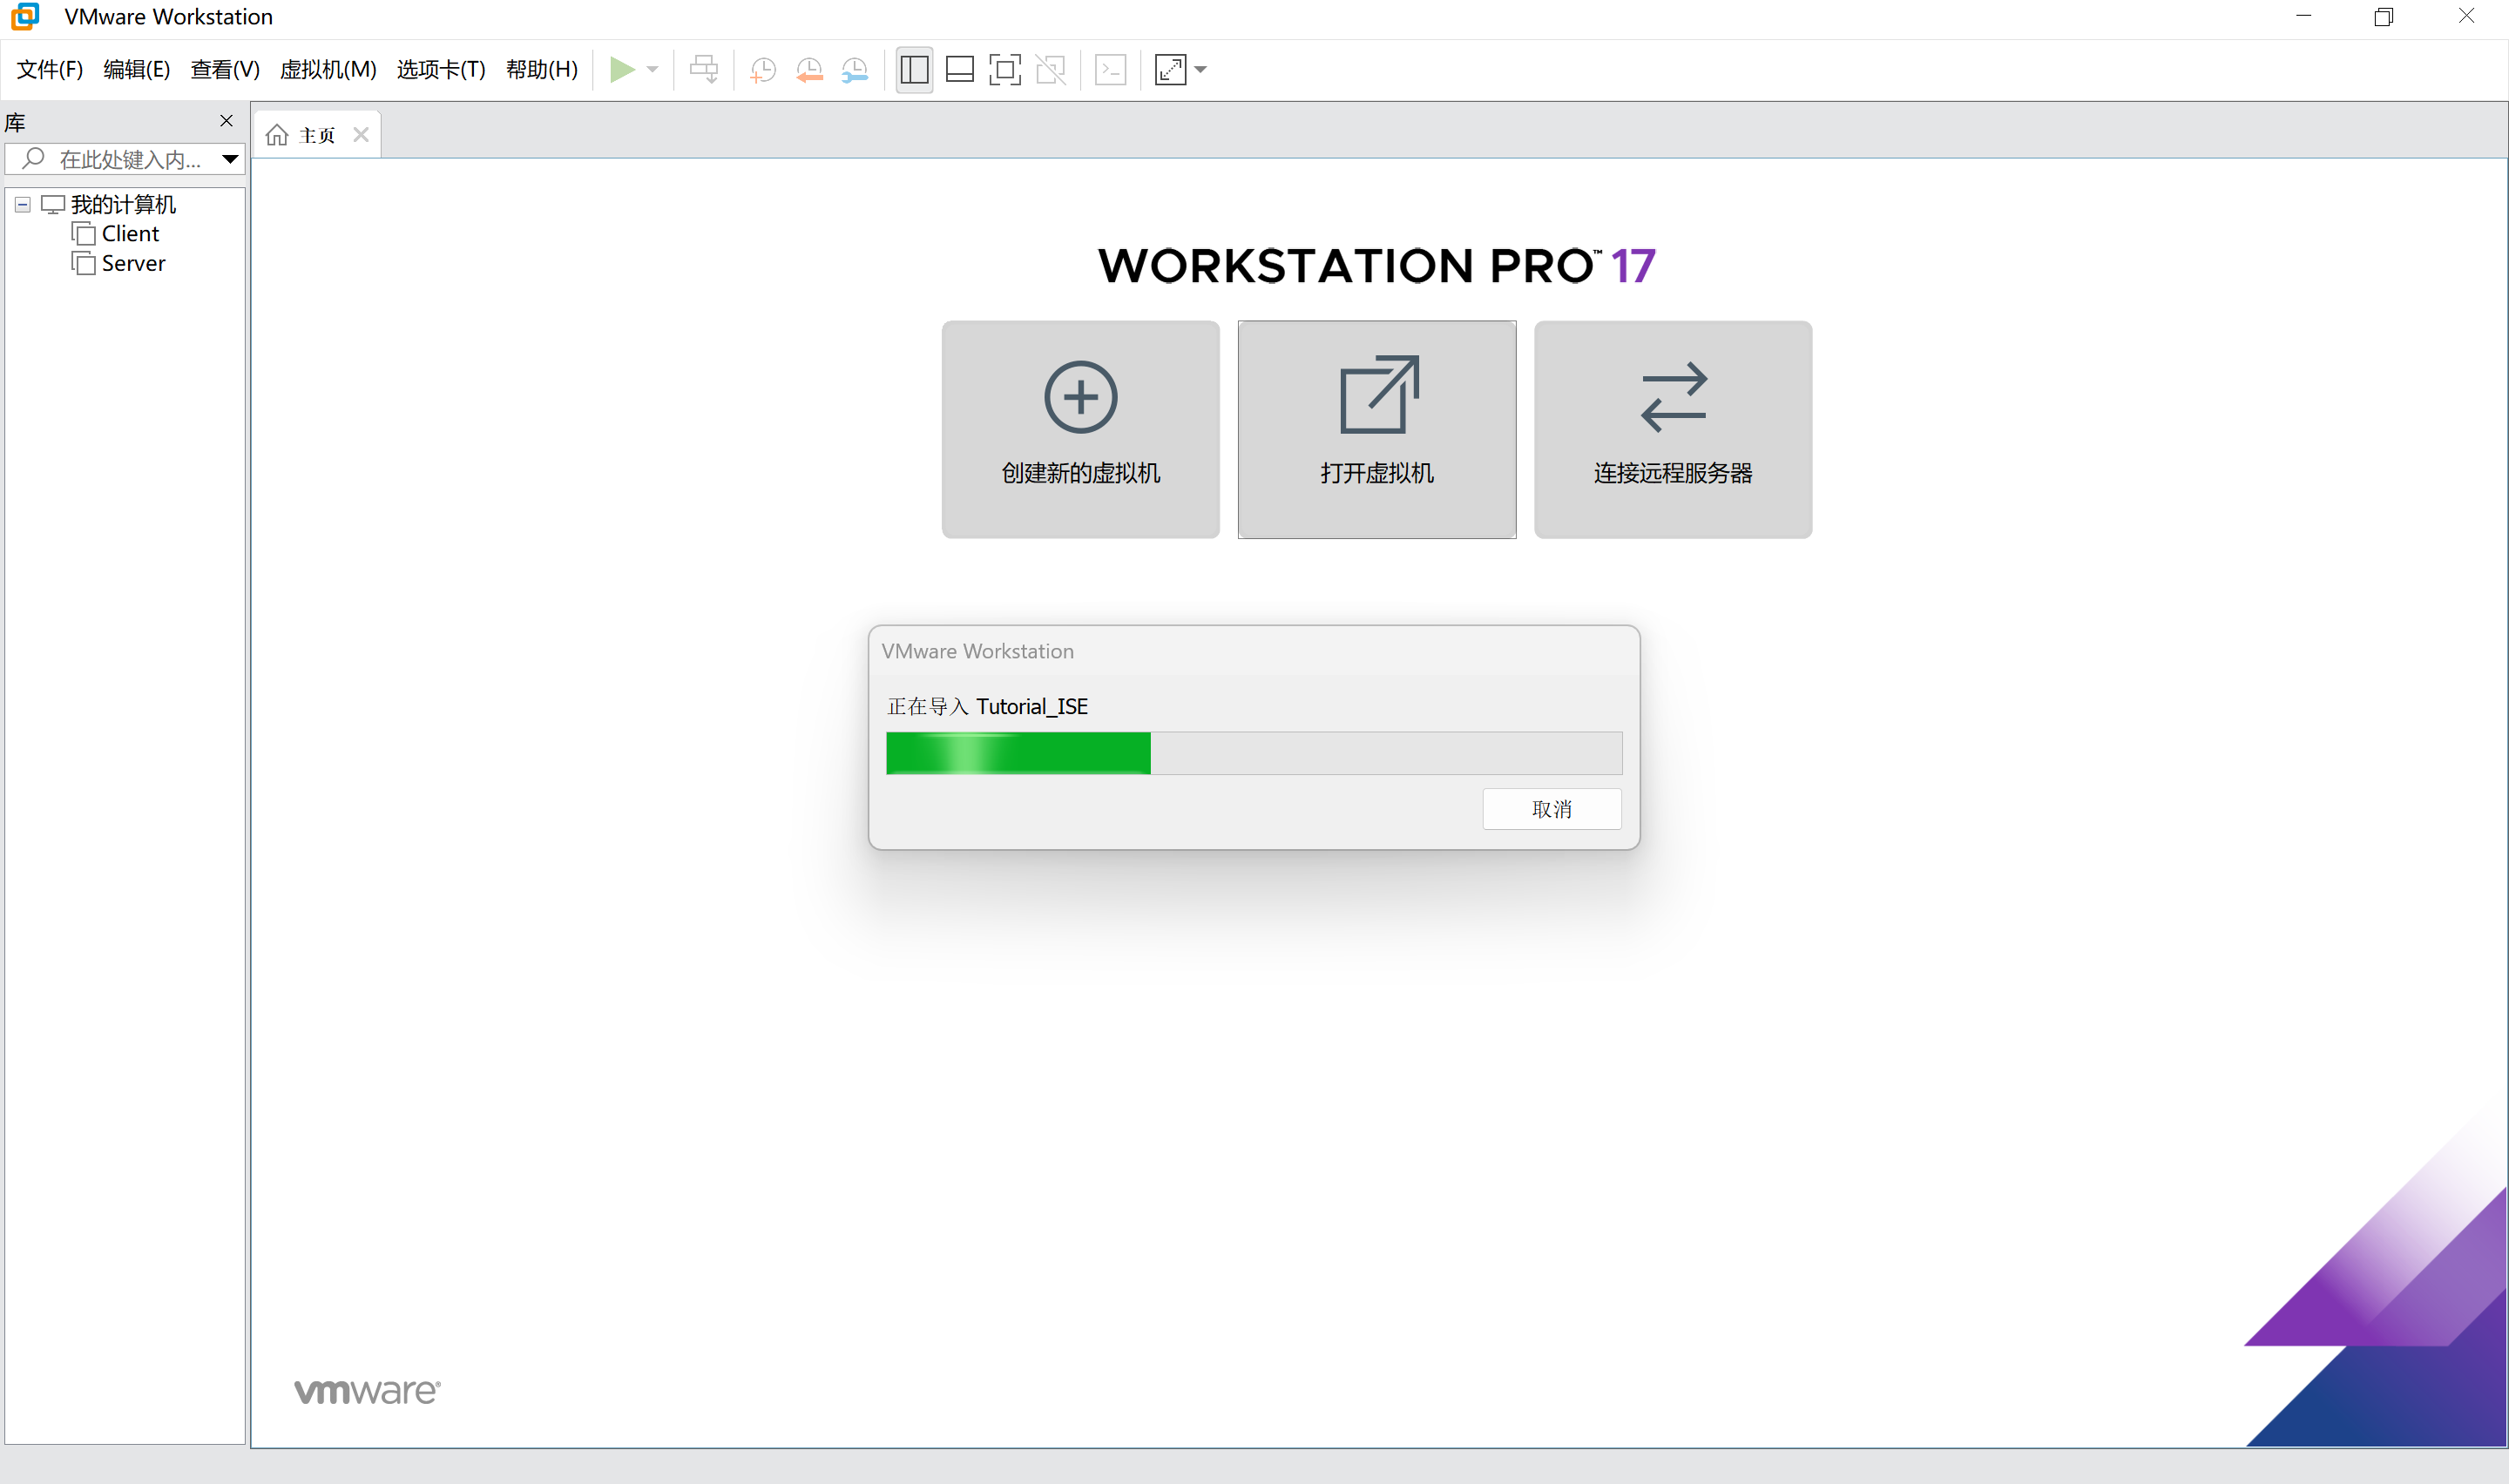 VMware Workstation
文件(F) 编辑(E) 查看(V) 虚拟机(M) 选项卡(T) 帮助(H)
库
在此处键入内...
我的计算机
Client
Server
主页
WORKSTATION PRO™ 17
创建新的虚拟机
打开虚拟机
连接远程服务器
VMware Workstation
正在导入 Tutorial_ISE
取消
vmware®